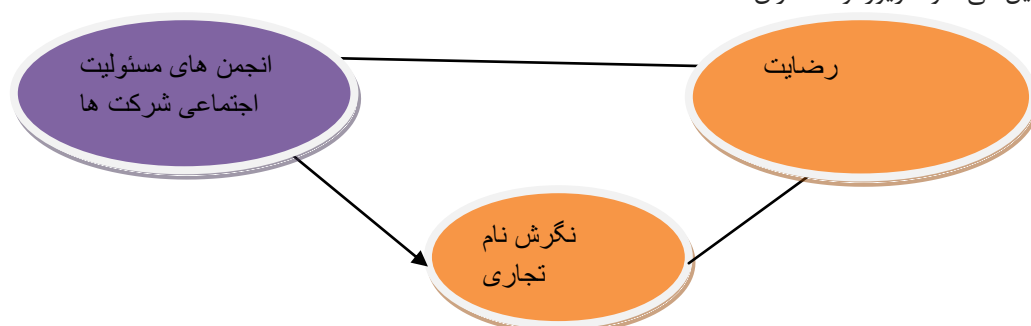 رضایت
انجمن های مسئولیت
اجتماعی شرکت ها
نگرش نام
تجاری